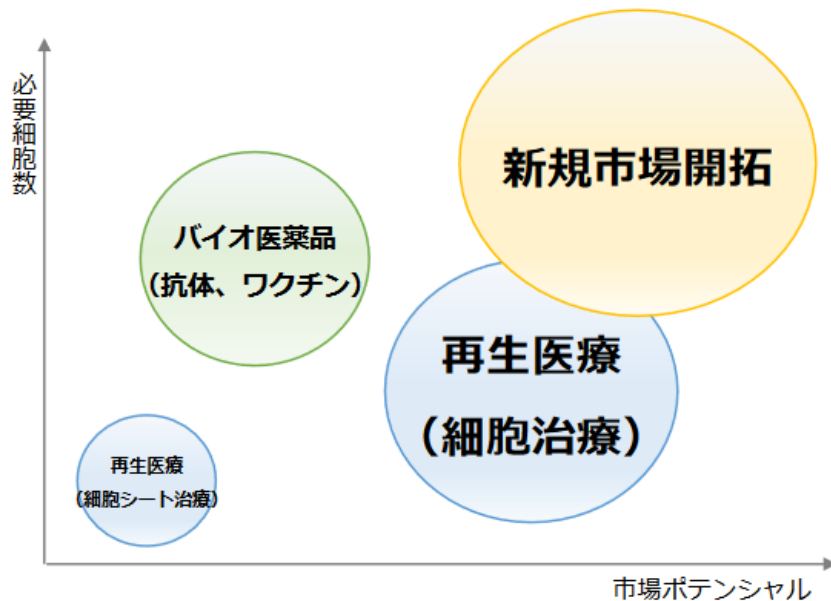 必要細胞数
新規市場開拓
バイオ医薬品
（抗体、ワクチン）
再生医療
（細胞治療）
再生医療
（細胞シート治療）
市場ポテンシャル